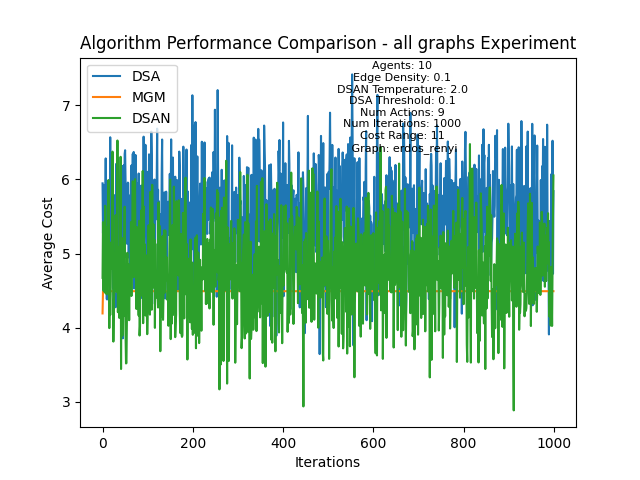 Algorithm Performance Comparison - all graphs Experiment
DSA
MGM
DSAN
Agents: 10
Edge Density: 0.1
DSAN Temperature: 2.0
DSA Threshold: 0.1
Num Actions: 9
Num Iterations: 1000
Cost Range: 11
Graph: erdos_renyi
Average Cost
7
6
5
4
3
0
200
400
600
800
1000
Iterations